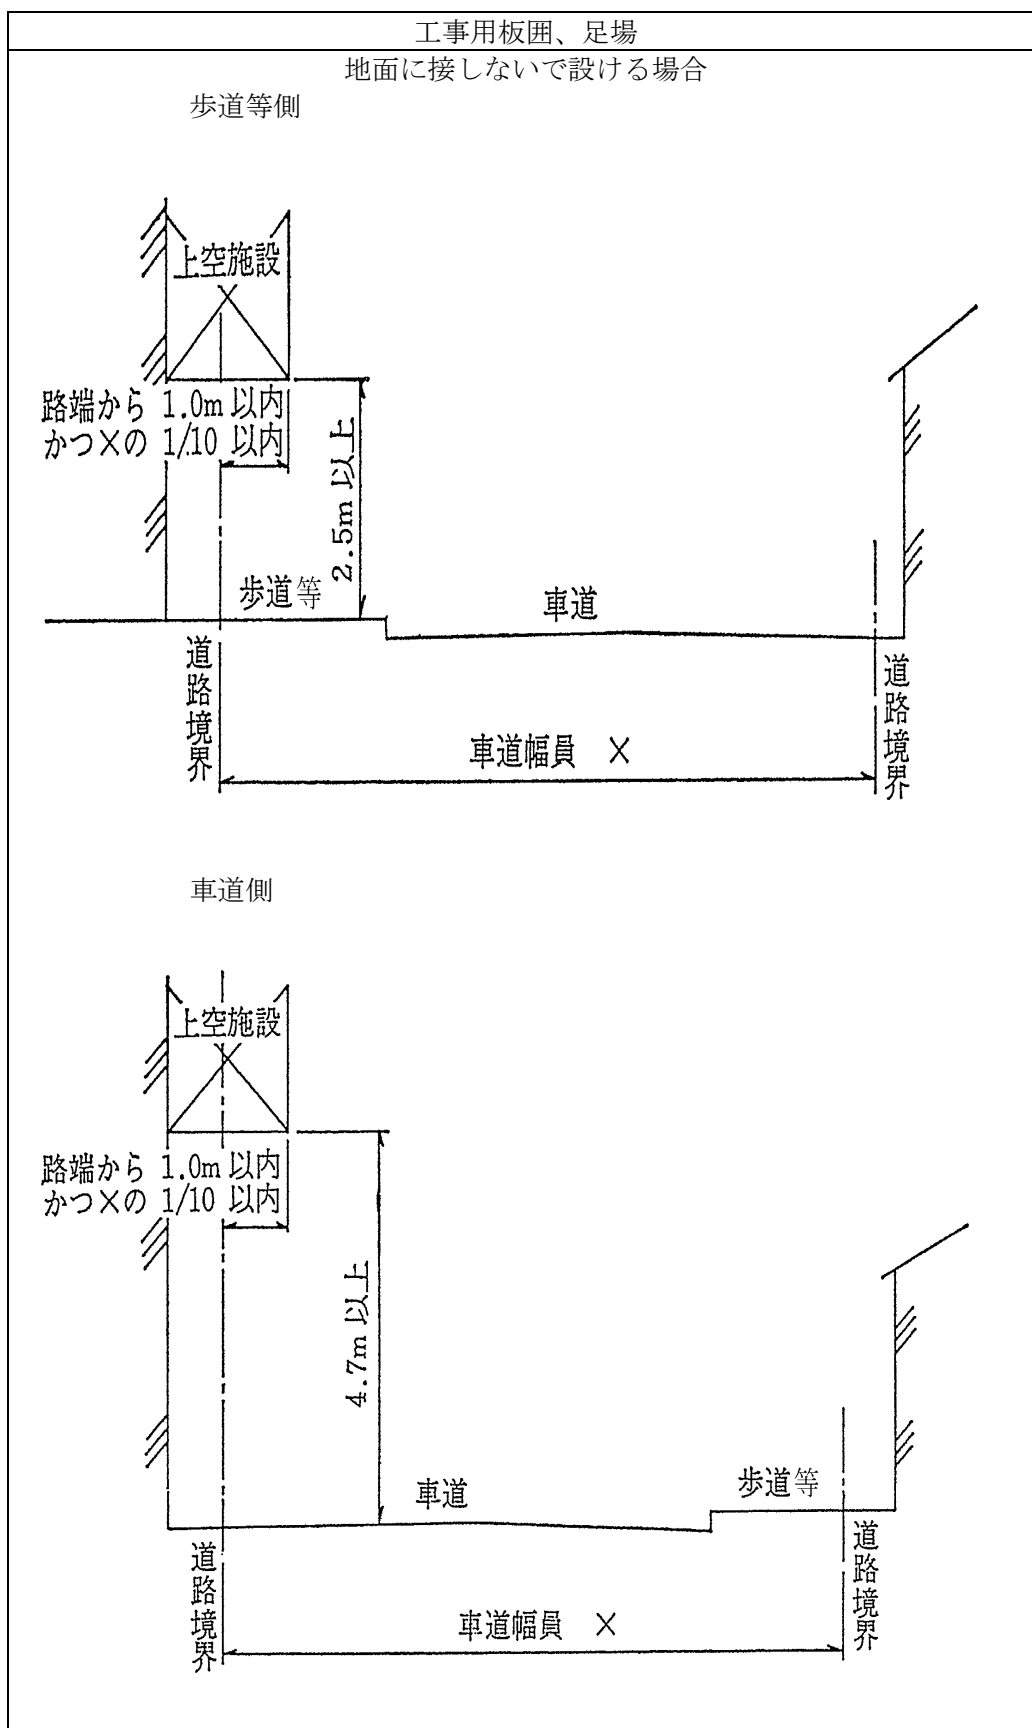 工事用板囲、足場
地面に接しないで設ける場合
歩道等側
上空施設
路端から 1.0m 以内
かつXの 1/10 以内
2.5m 以上
歩道等
車道
道路境界
道路境界
車道幅員 X
車道側
上空施設
路端から 1.0m 以内
かつXの 1/10 以内
4.7m 以上
車道
歩道等
道路境界
道路境界
車道幅員 X